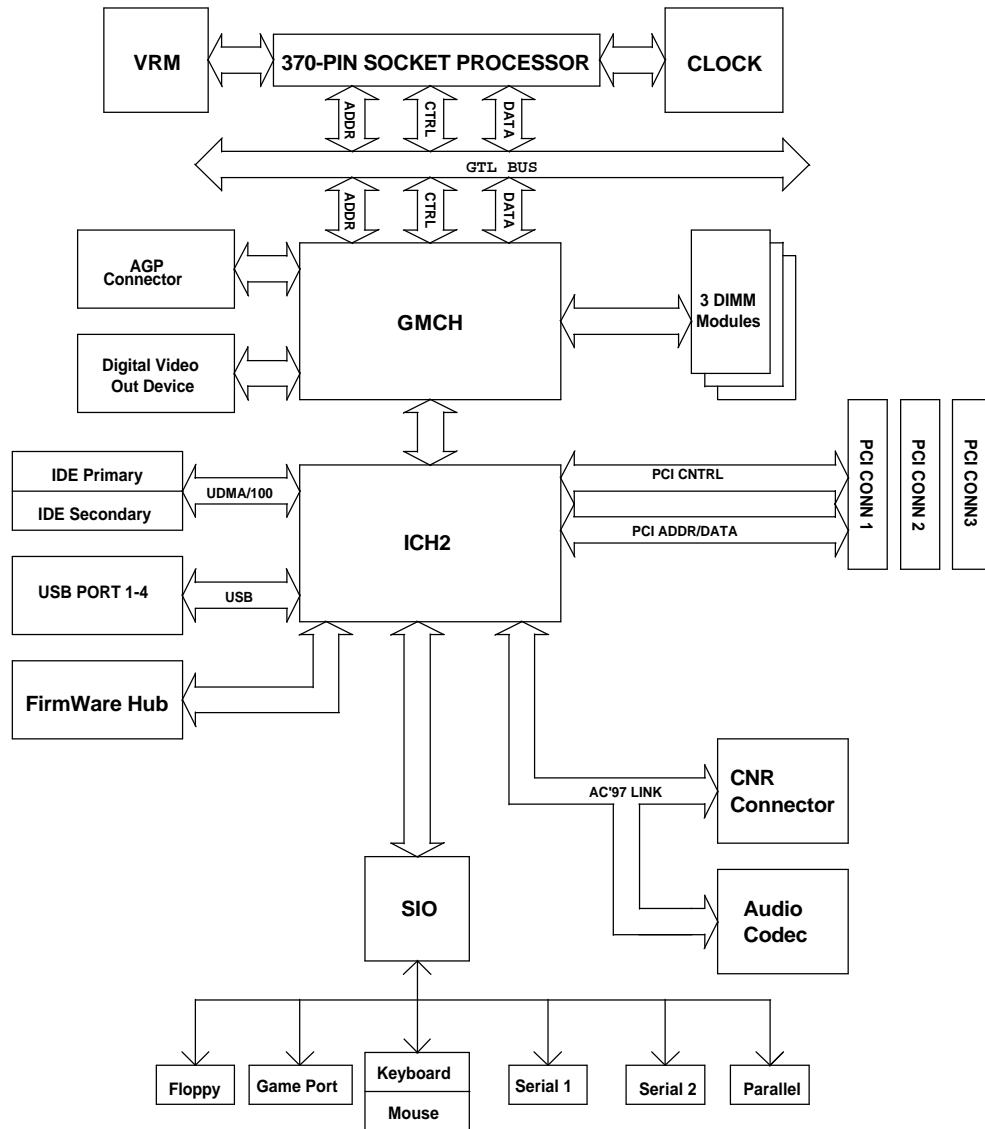 VRM
370-PIN SOCKET PROCESSOR
CLOCK
ADDR
CTRL
DATA
GTL BUS
ADDR
CTRL
DATA
AGP
Connector
GMCH
3 DIMM
Modules
Digital Video
Out Device
IDE Primary
IDE Secondary
UDMA/100
ICH2
PCI CNTRL
PCI ADDR/DATA
PCI CONN 1
PCI CONN 2
PCI CONN3
USB PORT 1-4
USB
FirmWare Hub
AC'97 LINK
CNR
Connector
SIO
Audio
Codec
Floppy
Game Port
Keyboard
Mouse
Serial 1
Serial 2
Parallel